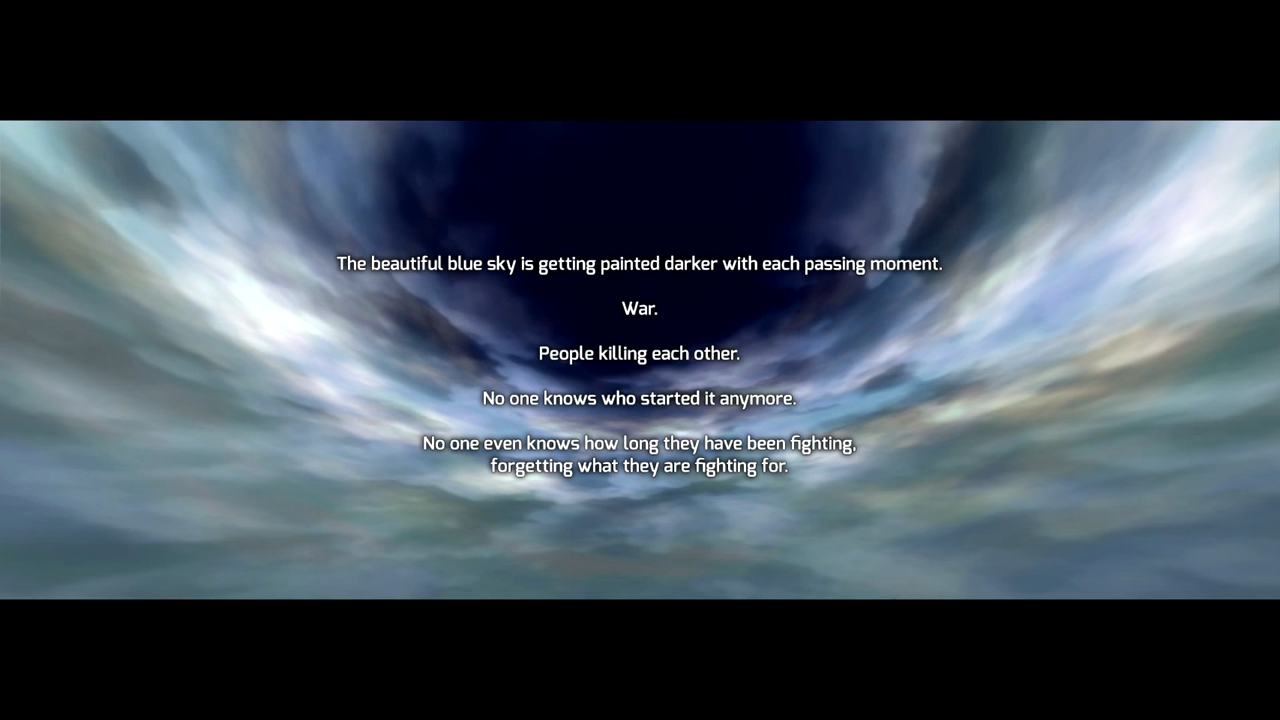 The beautiful blue sky is getting painted darker with each passing moment.
War.
People killing each other.
No one knows who started it anymore.
No one even knows how long they have been fighting,
forgetting what they are fighting for.